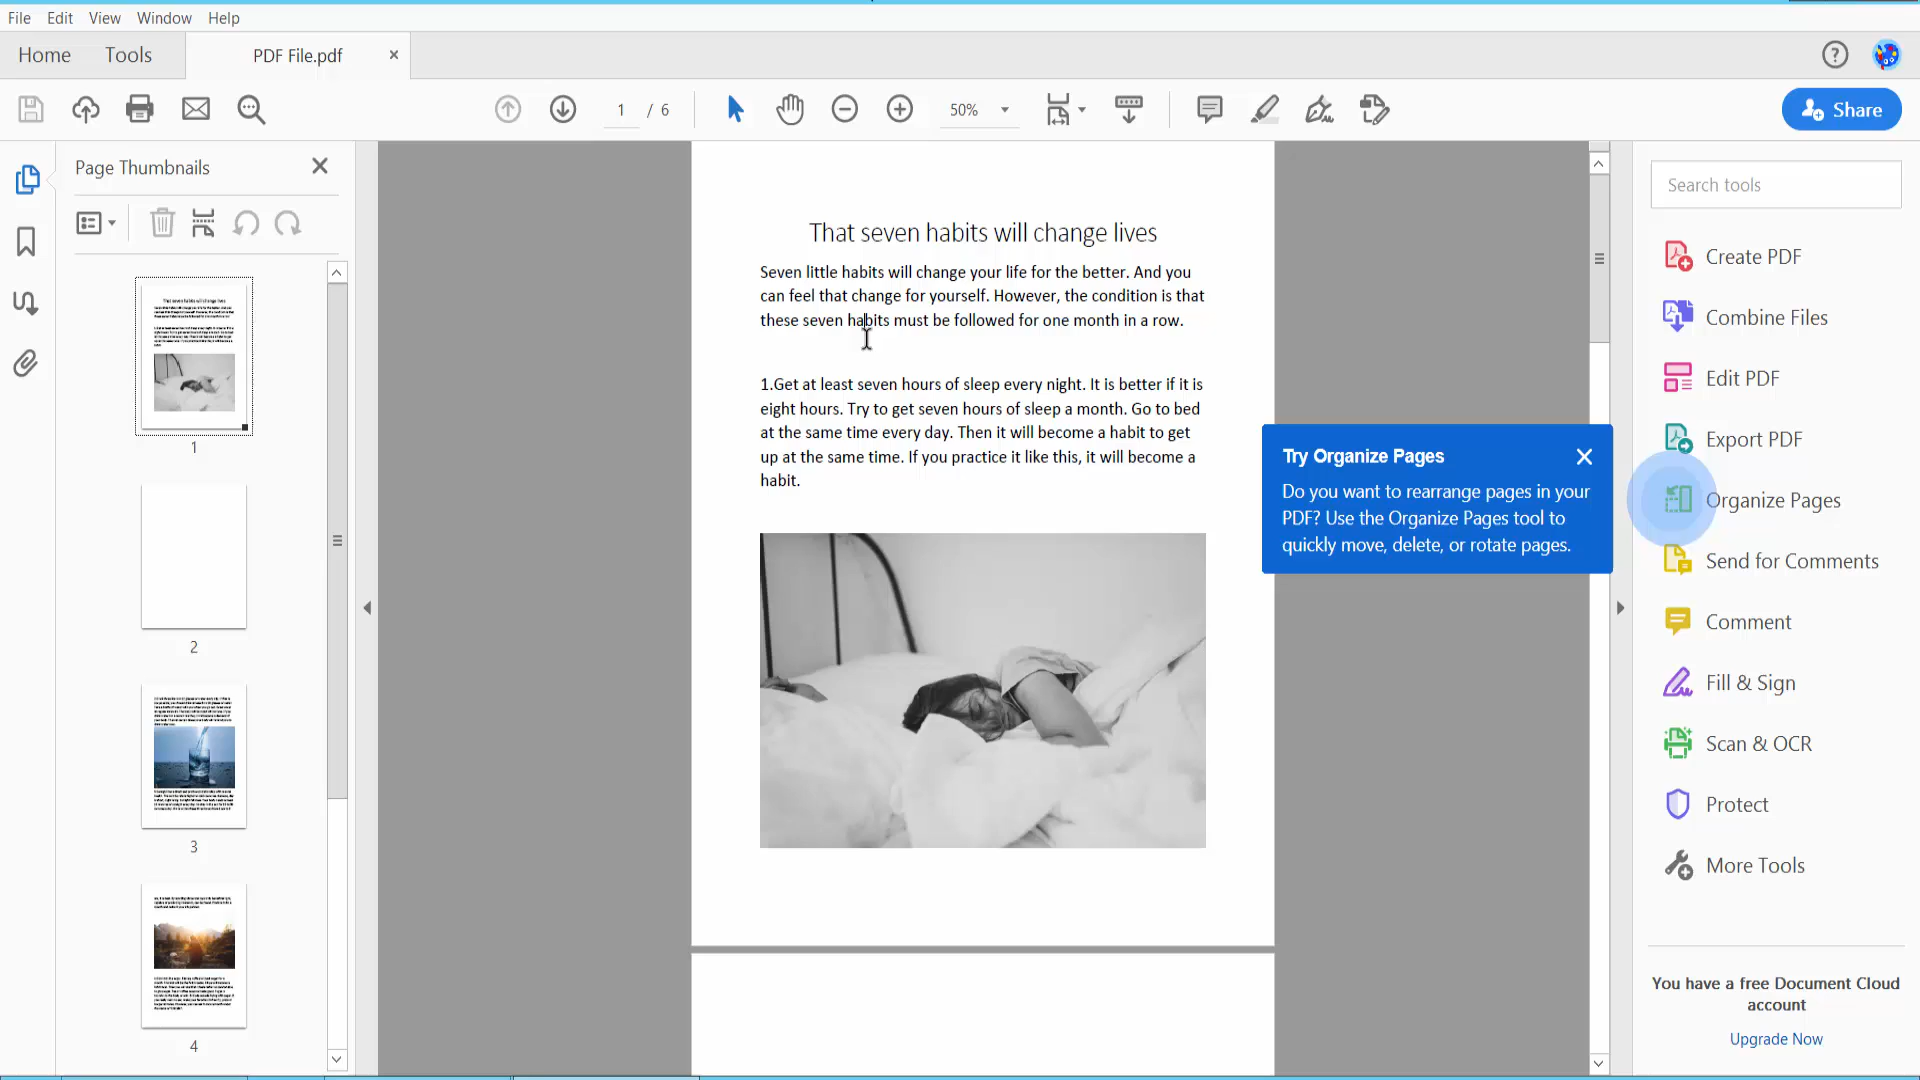 File Edit View Window Help
Home Tools PDF File.pdf
1 / 6 50% Share
Page Thumbnails
1
2
3
4
That seven habits will change lives
Seven little habits will change your life for the better. And you
can feel that change for yourself. However, the condition is that
these seven habits must be followed for one month in a row.
1.Get at least seven hours of sleep every night. It is better if it is
eight hours. Try to get seven hours of sleep a month. Go to bed
at the same time every day. Then it will become a habit to get
up at the same time. If you practice it like this, it will become a
habit.
Try Organize Pages
Do you want to rearrange pages in your
PDF? Use the Organize Pages tool to
quickly move, delete, or rotate pages.
Search tools
Create PDF
Combine Files
Edit PDF
Export PDF
Organize Pages
Send for Comments
Comment
Fill & Sign
Scan & OCR
Protect
More Tools
You have a free Document Cloud
account
Upgrade Now